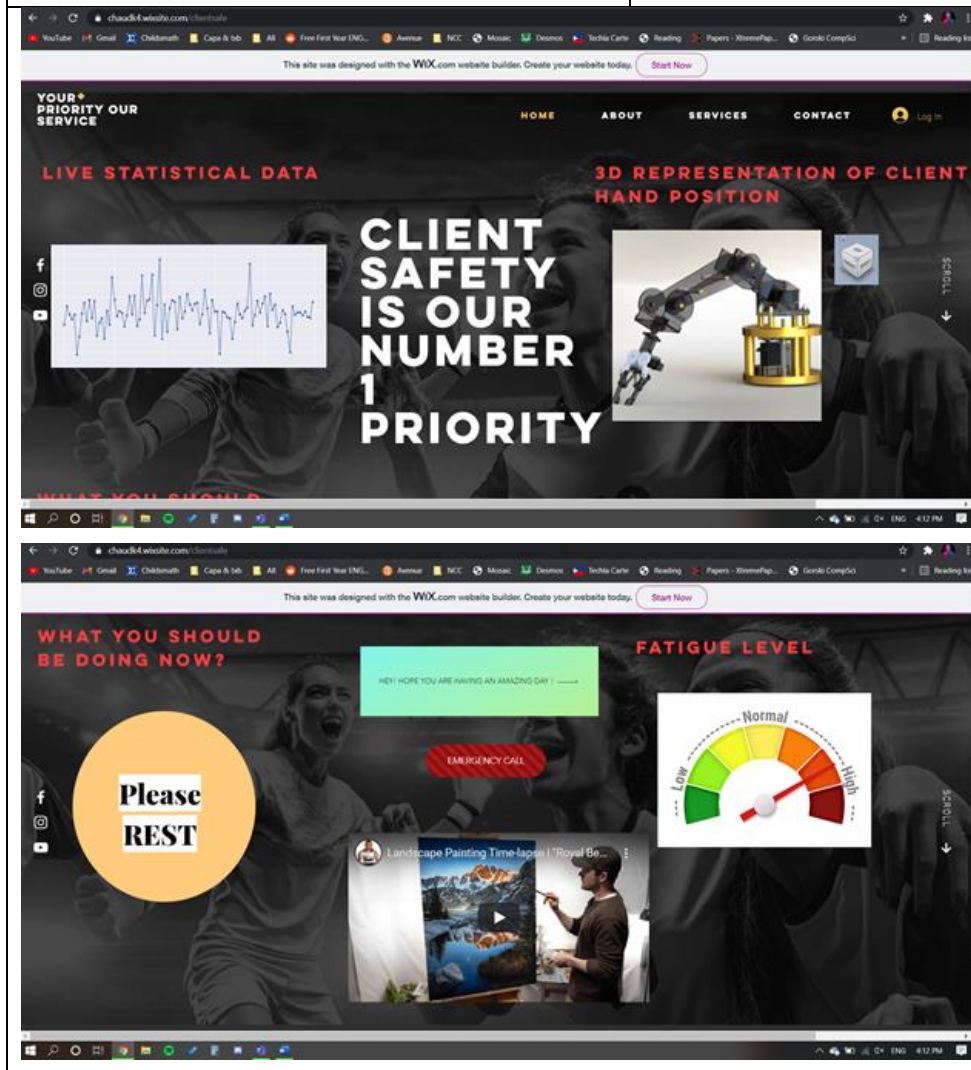 chaudk4.wixsite.com/clientsafe
YouTube Gmail Childsmath Capa & txb All Free First Year ENG... Avenue NCC Mosaic Desmos Techla Carte Reading Papers - XtremePap... Gorski CompSci » Reading list
This site was designed with the WiX.com website builder. Create your website today. Start Now
YOUR
PRIORITY OUR
SERVICE
HOME ABOUT SERVICES CONTACT Log In
LIVE STATISTICAL DATA
3D REPRESENTATION OF CLIENT
HAND POSITION
CLIENT
SAFETY
IS OUR
NUMBER
1
PRIORITY
SCROLL
WHAT YOU SHOULD
ENG 4:12 PM
chaudk4.wixsite.com/clientsafe
YouTube Gmail Childsmath Capa & txb All Free First Year ENG... Avenue NCC Mosaic Desmos Techla Carte Reading Papers - XtremePap... Gorski CompSci » Reading list
This site was designed with the WiX.com website builder. Create your website today. Start Now
WHAT YOU SHOULD
BE DOING NOW?
HEY! HOPE YOU ARE HAVING AN AMAZING DAY !
FATIGUE LEVEL
EMERGENCY CALL
Please
REST
Low
Normal
High
SCROLL
Landscape Painting Time-lapse | "Royal Be...
ENG 4:12 PM